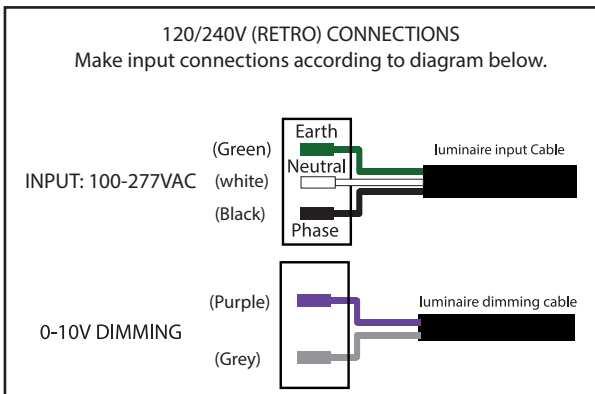 120/240V (RETRO) CONNECTIONS
Make input connections according to diagram below.
Earth
(Green)
luminaire input Cable
Neutral
INPUT: 100-277VAC
(white)
(Black)
Phase
(Purple)
luminaire dimming cable
0-10V DIMMING
(Grey)